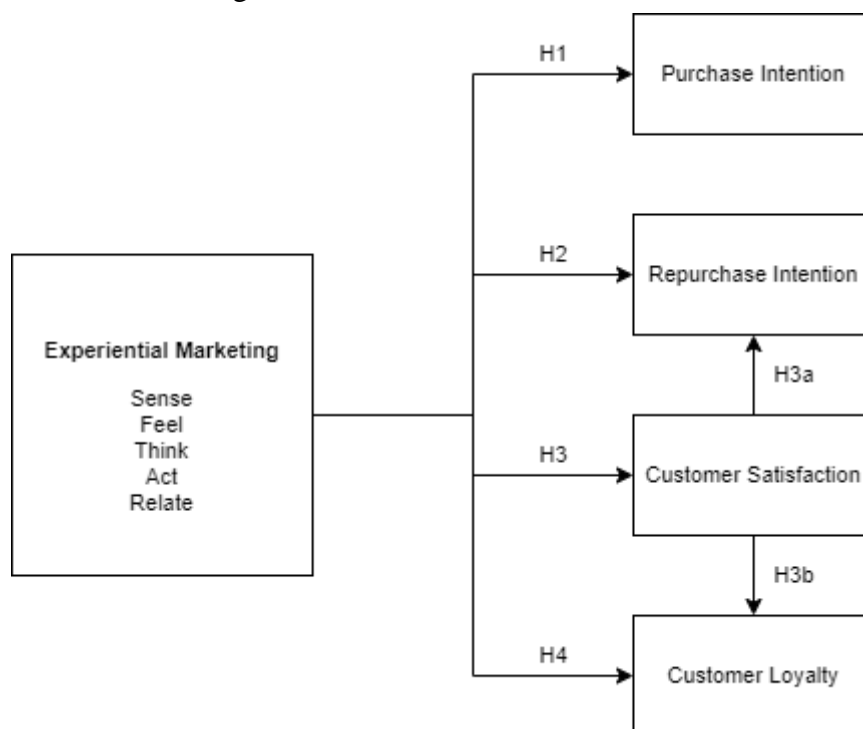 H1
Purchase Intention
H2
Repurchase Intention
Experiential Marketing
Sense
Feel
Think
Act
Relate
H3a
H3
Customer Satisfaction
H3b
H4
Customer Loyalty